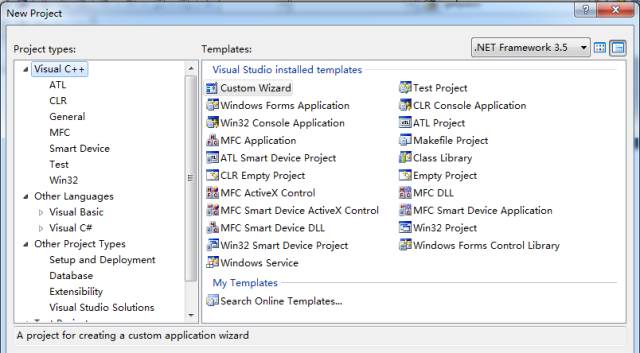 New Project
Project types:
Templates:
.NET Framework 3.5
Visual C++
ATL
CLR
General
MFC
Smart Device
Test
Win32
Other Languages
Visual Basic
Visual C#
Other Project Types
Setup and Deployment
Database
Extensibility
Visual Studio Solutions
Visual Studio installed templates
Custom Wizard
Test Project
Windows Forms Application
CLR Console Application
Win32 Console Application
ATL Project
MFC Application
Makefile Project
ATL Smart Device Project
Class Library
CLR Empty Project
Empty Project
MFC ActiveX Control
MFC DLL
MFC Smart Device ActiveX Control
MFC Smart Device Application
MFC Smart Device DLL
Win32 Project
Win32 Smart Device Project
Windows Forms Control Library
Windows Service
My Templates
Search Online Templates...
A project for creating a custom application wizard